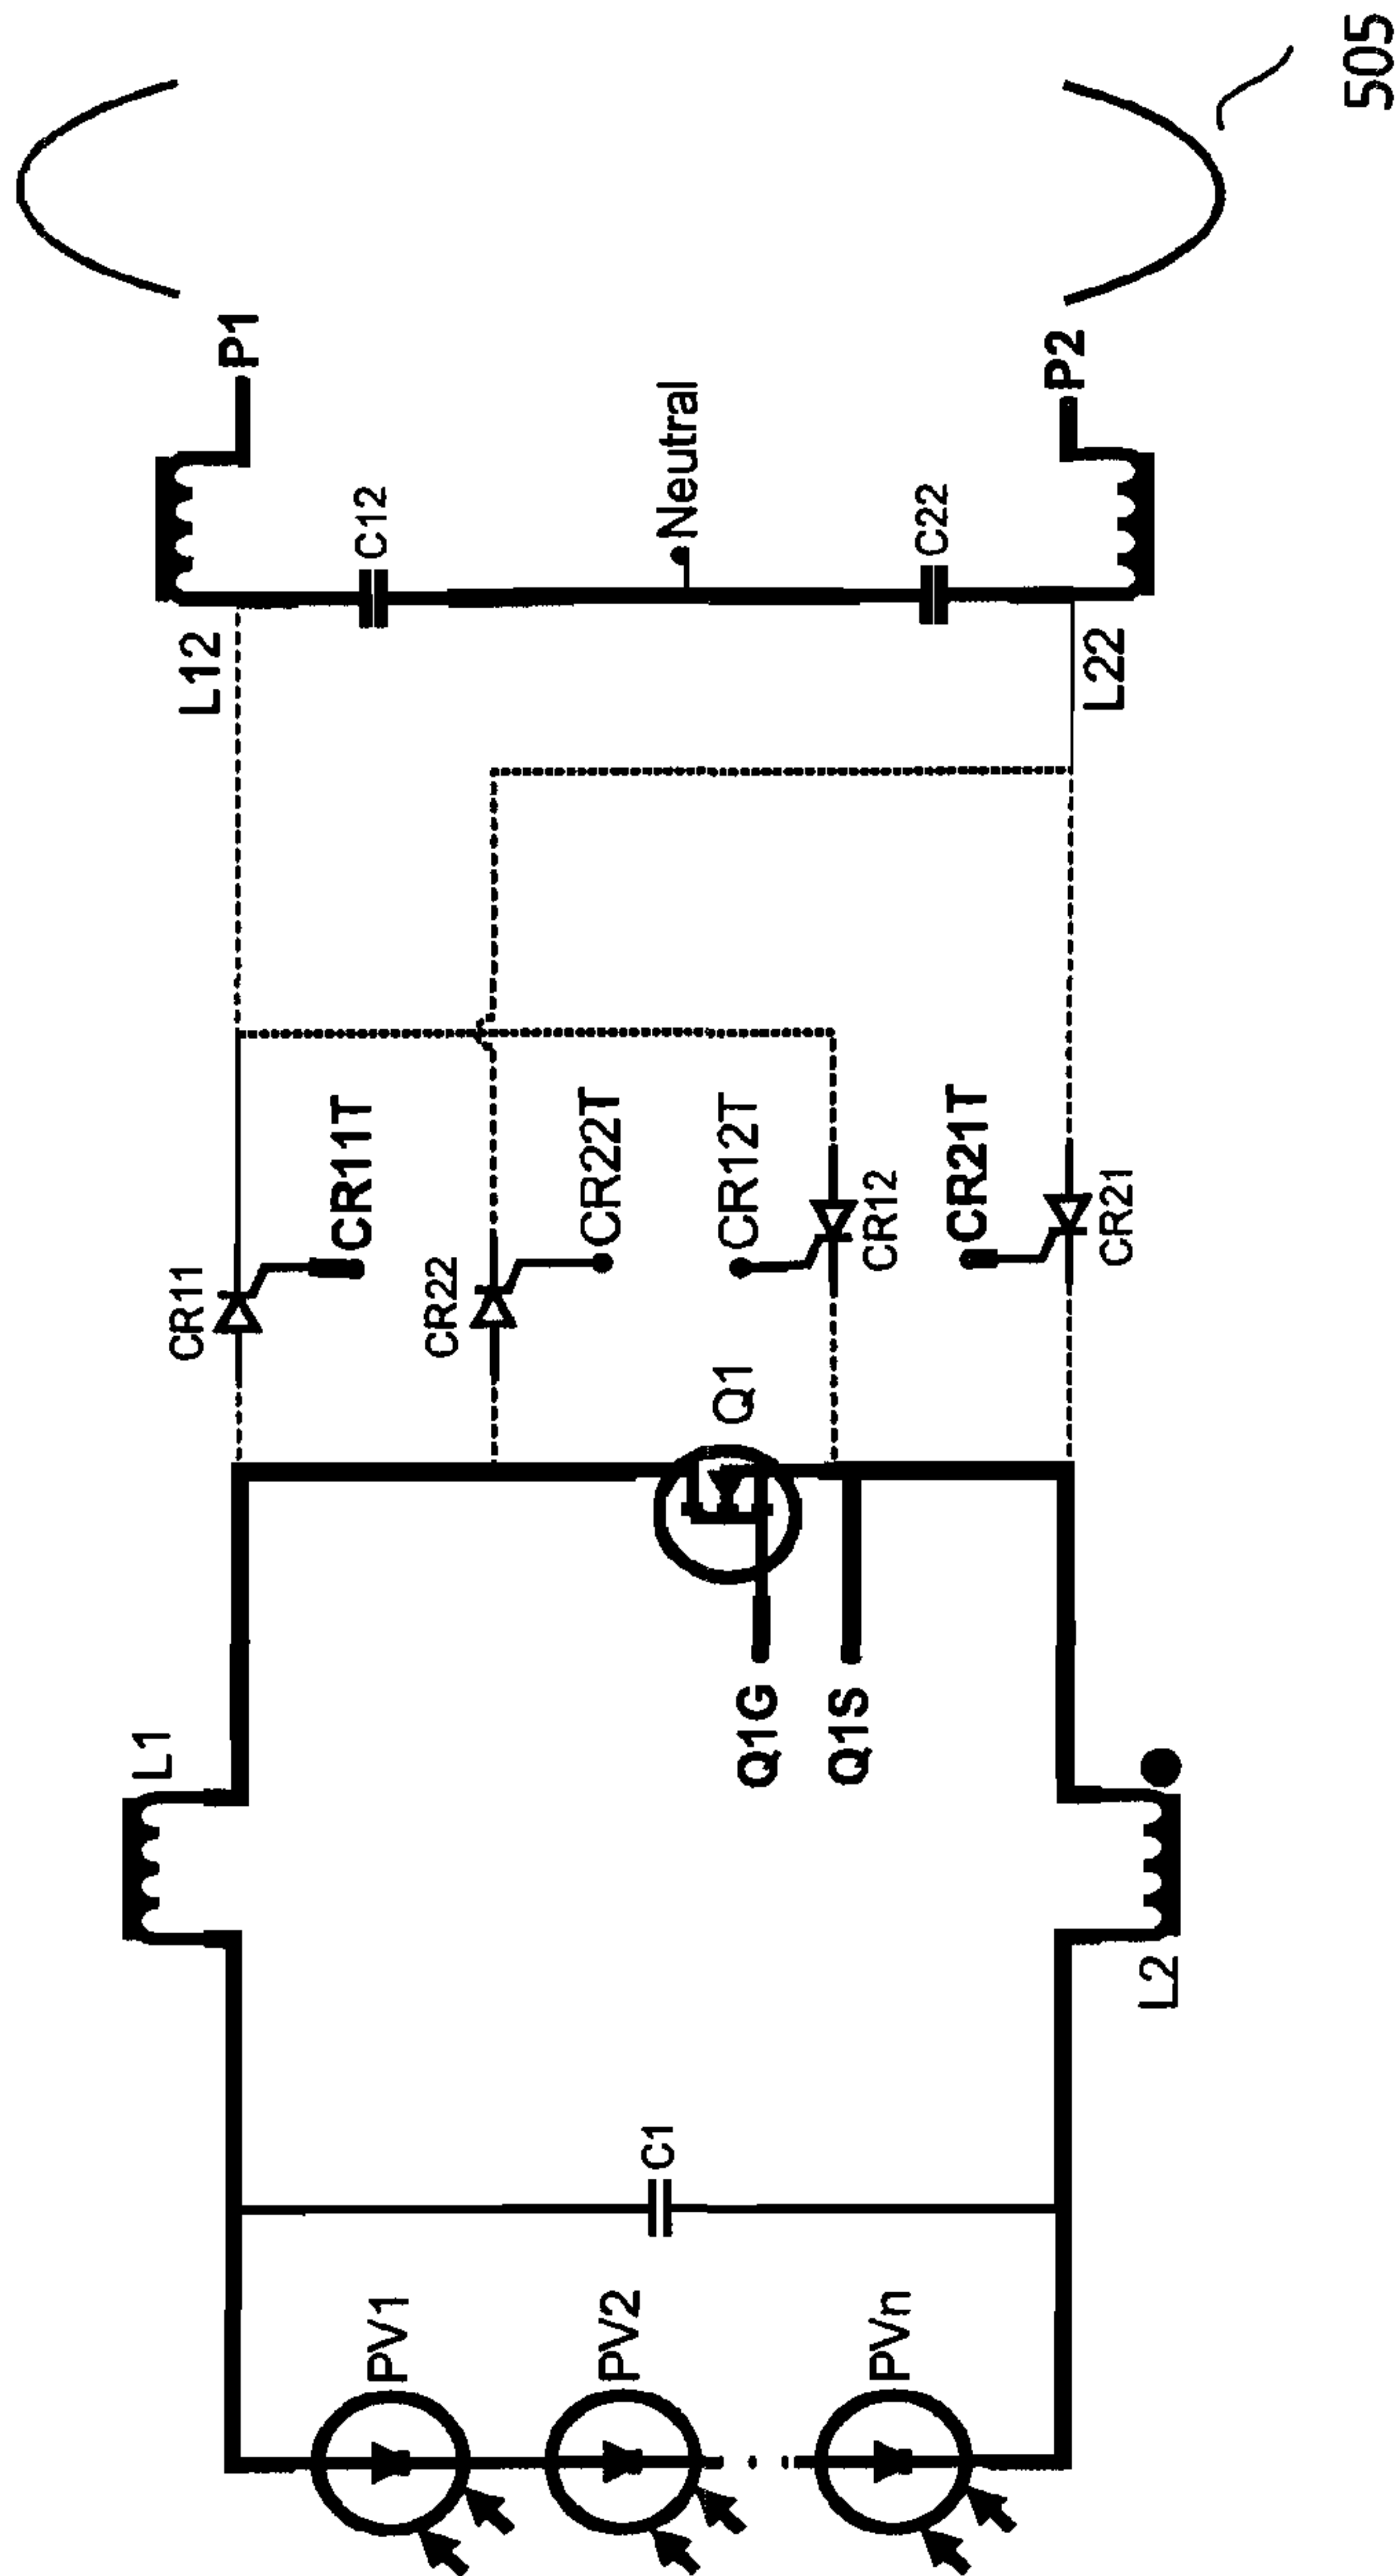 505
P1
P2
Neutral
C12
C22
L12
L22
CR11T
CR22T
CR12T
CR21T
CR11
CR22
CR12
CR21
Q1
Q1G
Q1S
L1
L2
C1
PV1
PV2
PVn